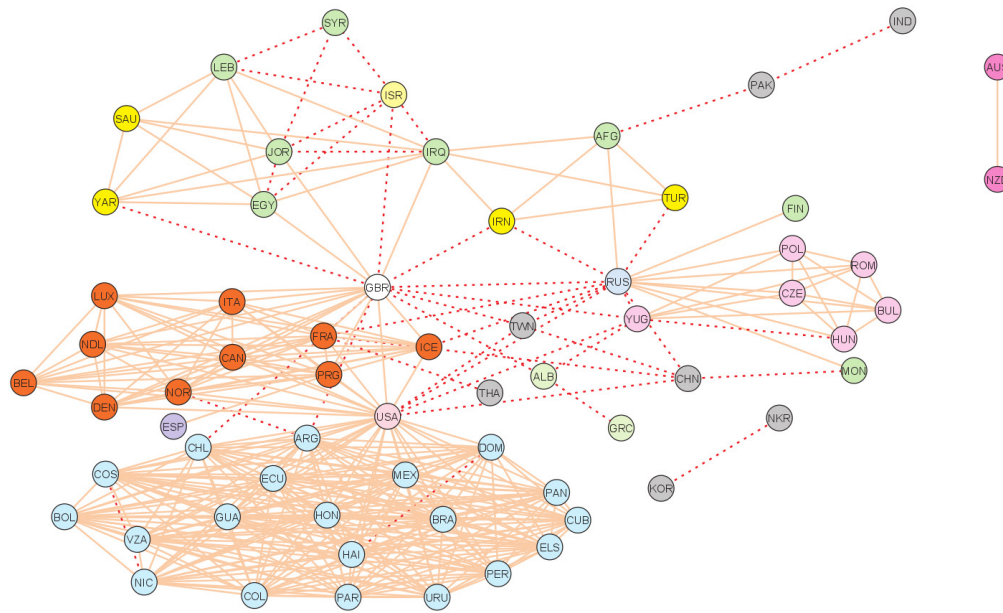 SYR
IND
LEB
AUS
PAK
ISR
SAU
AFG
JOR
IRQ
NZD
TUR
YAR
EGY
FIN
IRN
POL
ROM
RUS
GBR
CZE
LUX
ITA
BUL
YUG
TWN
FRA
HUN
NDL
ICE
CAN
MON
PRG
ALB
CHN
BEL
NOR
THA
DEN
USA
NKR
ESP
GRC
ARG
CHL
DOM
COS
MEX
ECU
KOR
PAN
BOL
GUA
HON
BRA
CUB
VZA
ELS
HAI
PER
NIC
COL
PAR
URU